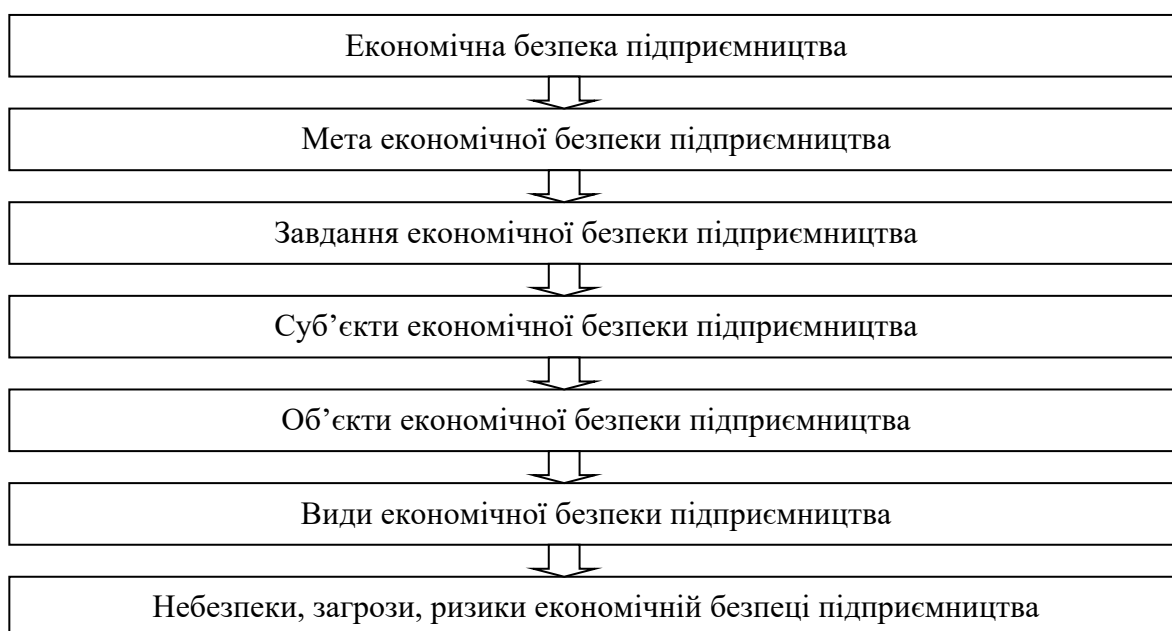 Економічна безпека підприємництва
Мета економічної безпеки підприємництва
Завдання економічної безпеки підприємництва
Суб’єкти економічної безпеки підприємництва
Об’єкти економічної безпеки підприємництва
Види економічної безпеки підприємництва
Небезпеки, загрози, ризики економічній безпеці підприємництва